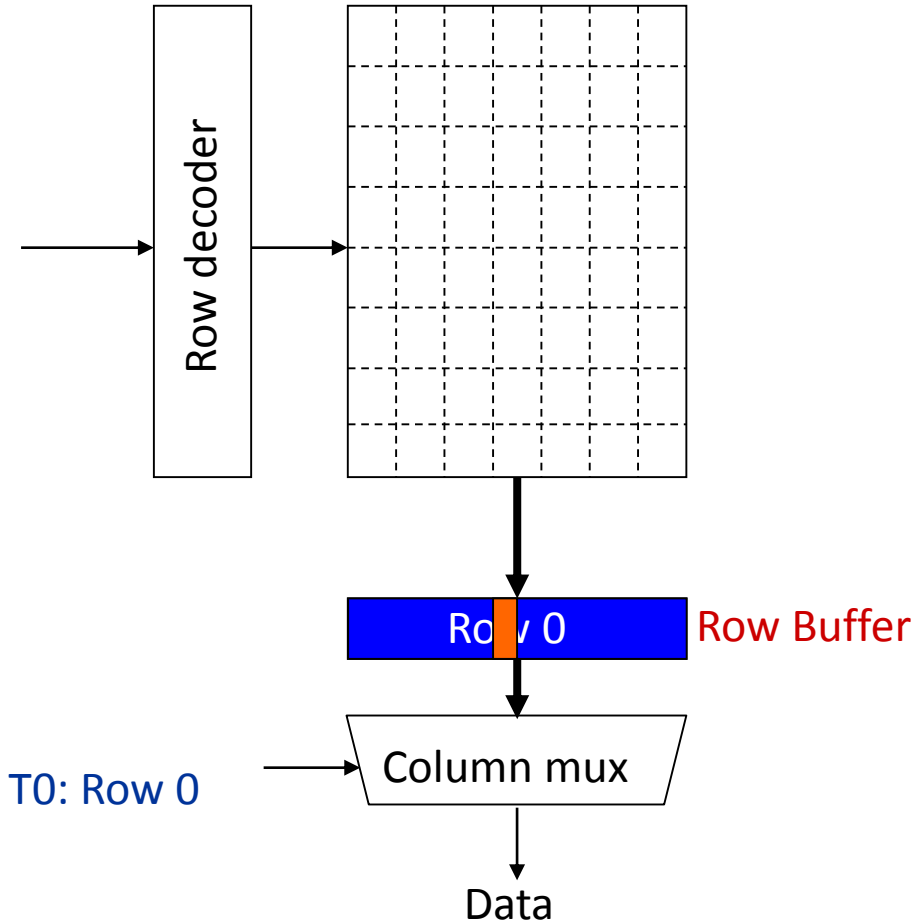 Row decoder
Row 0
Row Buffer
T0: Row 0
Column mux
Data